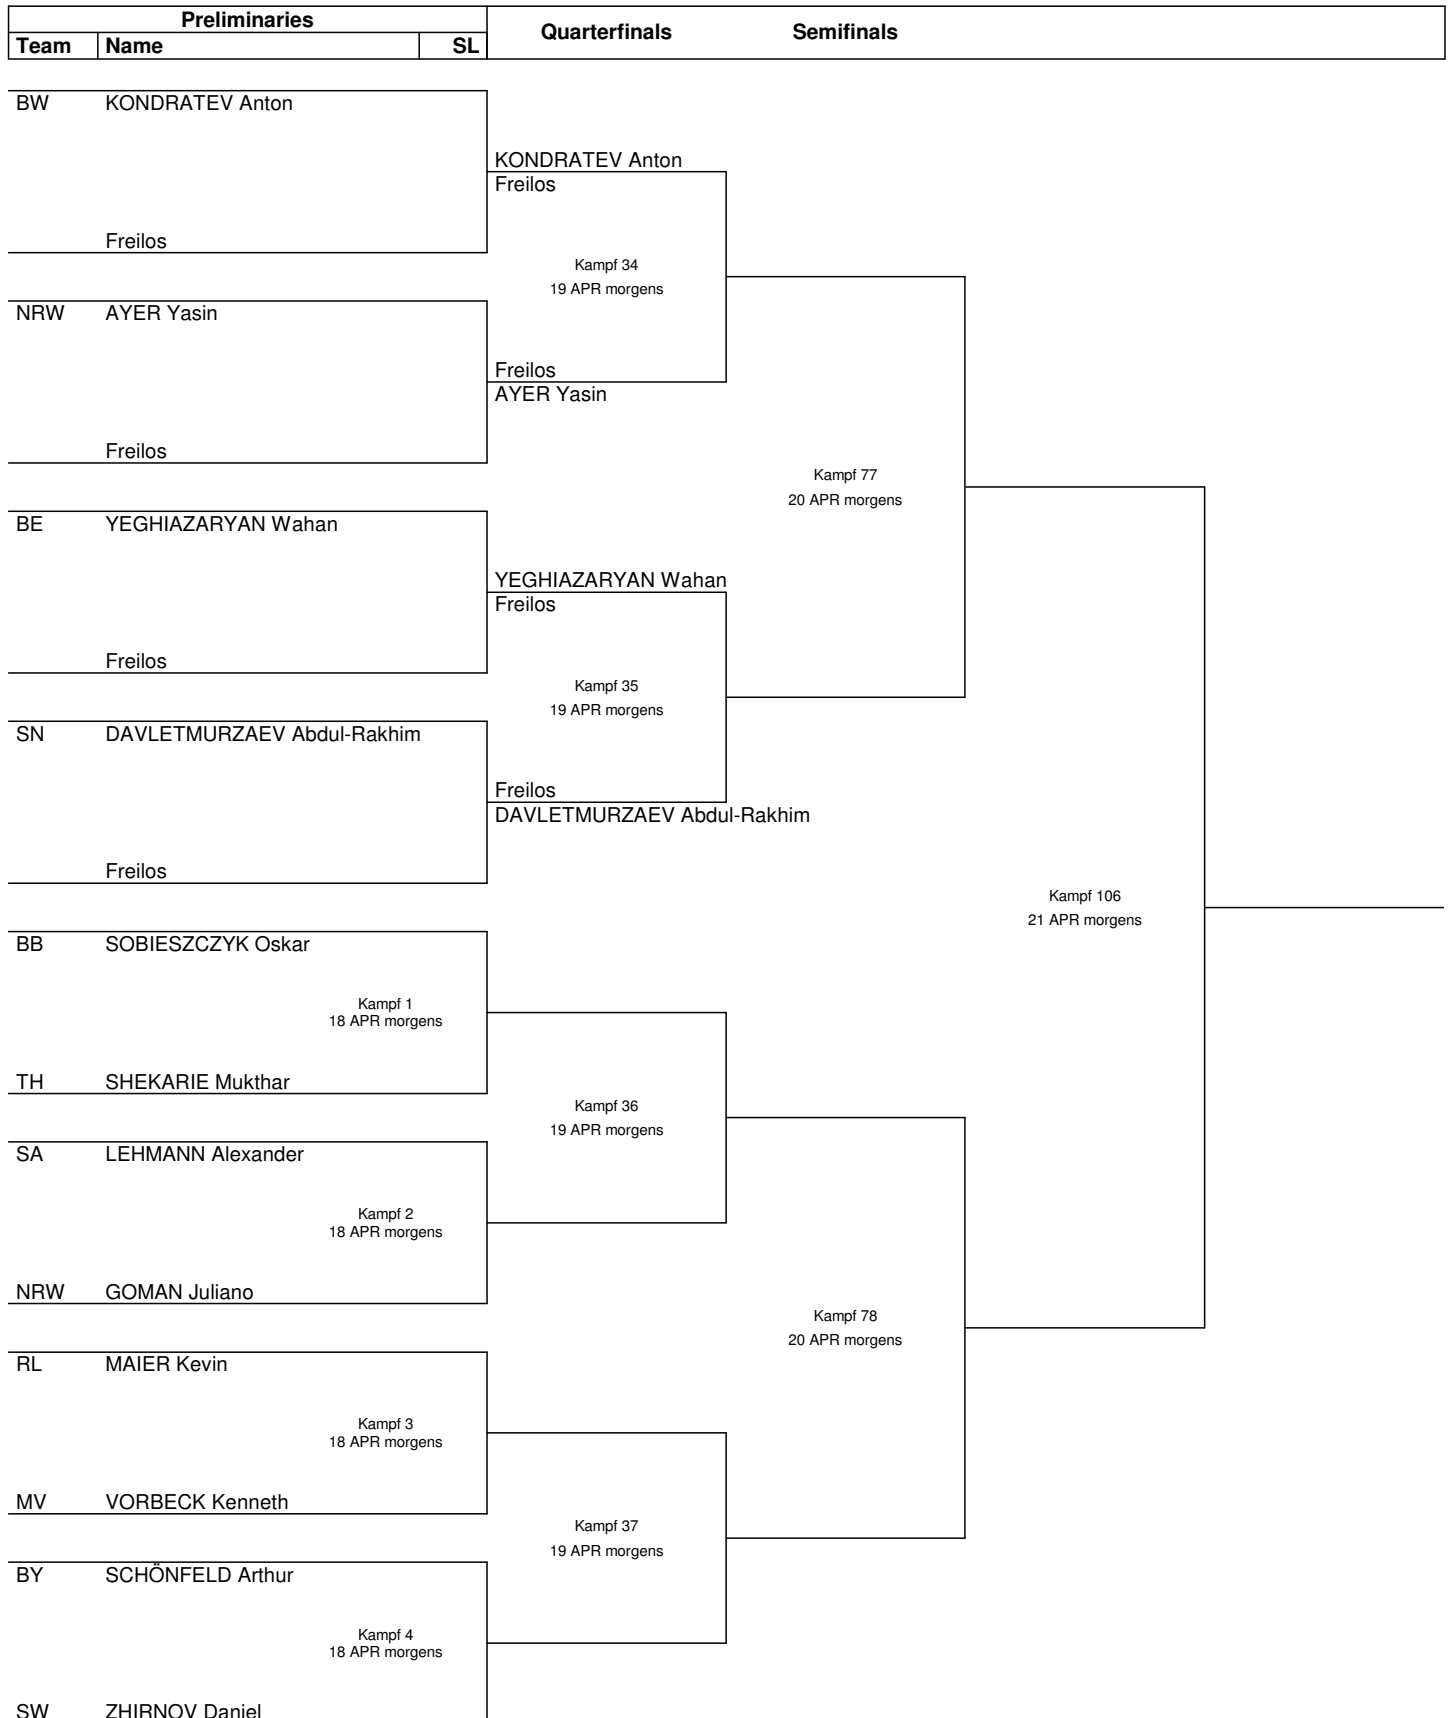 Preliminaries
Quarterfinals Semifinals
Team Name SL
BW KONDRATEV Anton
KONDRATEV Anton
Freilos
Freilos
Kampf 34
19 APR morgens
NRW AYER Yasin
Freilos
AYER Yasin
Freilos
Kampf 77
20 APR morgens
BE YEGHIAZARYAN Wahan
YEGHIAZARYAN Wahan
Freilos
Freilos
Kampf 35
19 APR morgens
SN DAVLETMURZAEV Abdul-Rakhim
Freilos
DAVLETMURZAEV Abdul-Rakhim
Freilos
Kampf 106
21 APR morgens
BB SOBIESZCZYK Oskar
Kampf 1
18 APR morgens
TH SHEKARIE Mukthar
Kampf 36
19 APR morgens
SA LEHMANN Alexander
Kampf 2
18 APR morgens
NRW GOMAN Juliano
Kampf 78
20 APR morgens
RL MAIER Kevin
Kampf 3
18 APR morgens
MV VORBECK Kenneth
Kampf 37
19 APR morgens
BY SCHÖNFELD Arthur
Kampf 4
18 APR morgens
SW ZHIRNOV Daniel